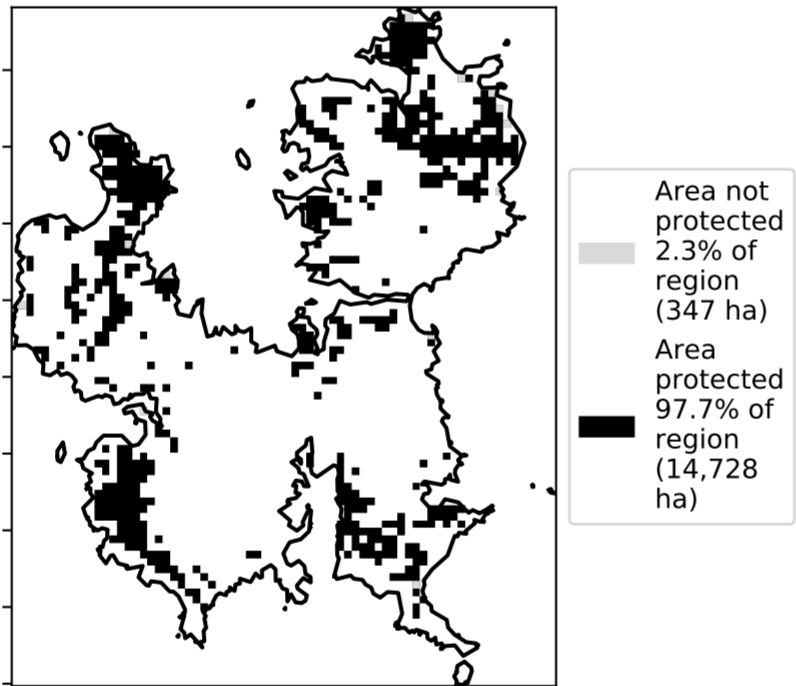 Area not
protected
2.3% of
region
(347 ha)
Area
protected
97.7% of
region
(14,728
ha)